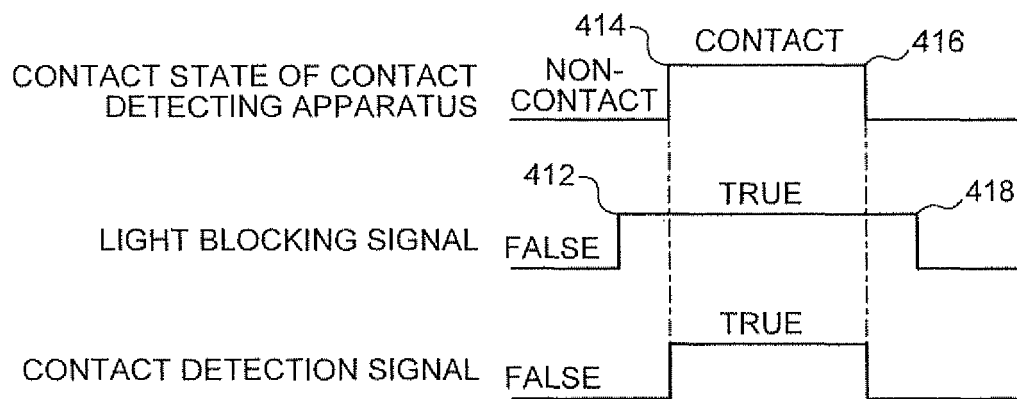 414
CONTACT
416
CONTACT STATE OF CONTACT
DETECTING APPARATUS
NON-
CONTACT
412
TRUE
418
LIGHT BLOCKING SIGNAL
FALSE
TRUE
CONTACT DETECTION SIGNAL
FALSE